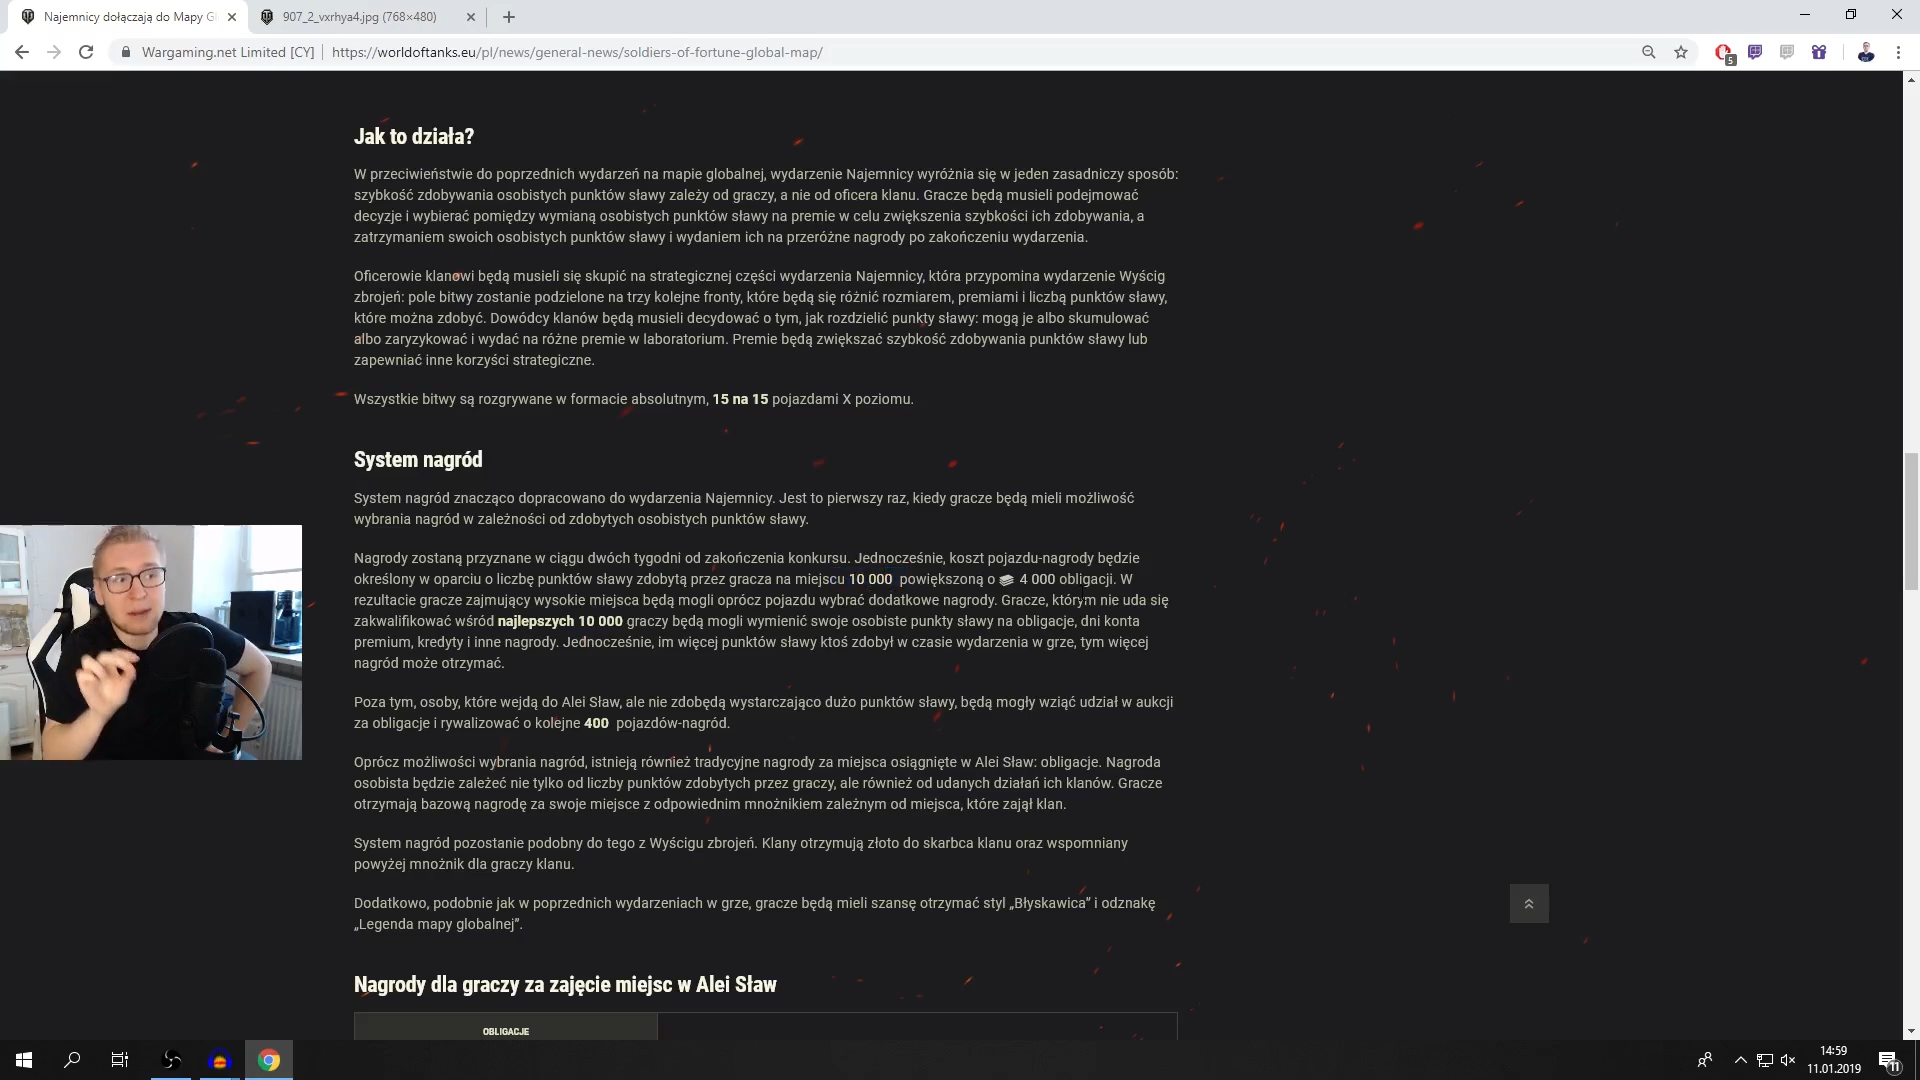 Najemnicy dołączają do Mapy Gl
907_2_vxrhya4.jpg (768×480)
Wargaming.net Limited [CY]
https://worldoftanks.eu/pl/news/general-news/soldiers-of-fortune-global-map/
5
Jak to działa?
W przeciwieństwie do poprzednich wydarzeń na mapie globalnej, wydarzenie Najemnicy wyróżnia się w jeden zasadniczy sposób:
szybkość zdobywania osobistych punktów sławy zależy od graczy, a nie od oficera klanu. Gracze będą musieli podejmować
decyzje i wybierać pomiędzy wymianą osobistych punktów sławy na premie w celu zwiększenia szybkości ich zdobywania, a
zatrzymaniem swoich osobistych punktów sławy i wydaniem ich na przeróżne nagrody po zakończeniu wydarzenia.
Oficerowie klanowi będą musieli się skupić na strategicznej części wydarzenia Najemnicy, która przypomina wydarzenie Wyścig
zbrojeń: pole bitwy zostanie podzielone na trzy kolejne fronty, które będą się różnić rozmiarem, premiami i liczbą punktów sławy,
które można zdobyć. Dowódcy klanów będą musieli decydować o tym, jak rozdzielić punkty sławy: mogą je albo skumulować
albo zaryzykować i wydać na różne premie w laboratorium. Premie będą zwiększać szybkość zdobywania punktów sławy lub
zapewniać inne korzyści strategiczne.
Wszystkie bitwy są rozgrywane w formacie absolutnym, 15 na 15 pojazdami X poziomu.
System nagród
System nagród znacząco dopracowano do wydarzenia Najemnicy. Jest to pierwszy raz, kiedy gracze będą mieli możliwość
wybrania nagród w zależności od zdobytych osobistych punktów sławy.
Nagrody zostaną przyznane w ciągu dwóch tygodni od zakończenia konkursu. Jednocześnie, koszt pojazdu-nagrody będzie
określony w oparciu o liczbę punktów sławy zdobytą przez gracza na miejscu 10 000 powiększoną o 4 000 obligacji. W
rezultacie gracze zajmujący wysokie miejsca będą mogli oprócz pojazdu wybrać dodatkowe nagrody. Gracze, którym nie uda się
zakwalifikować wśród najlepszych 10 000 graczy będą mogli wymienić swoje osobiste punkty sławy na obligacje, dni konta
premium, kredyty i inne nagrody. Jednocześnie, im więcej punktów sławy ktoś zdobył w czasie wydarzenia w grze, tym więcej
nagród może otrzymać.
Poza tym, osoby, które wejdą do Alei Sław, ale nie zdobędą wystarczająco dużo punktów sławy, będą mogły wziąć udział w aukcji
za obligacje i rywalizować o kolejne 400 pojazdów-nagród.
Oprócz możliwości wybrania nagród, istnieją również tradycyjne nagrody za miejsca osiągnięte w Alei Sław: obligacje. Nagroda
osobista będzie zależeć nie tylko od liczby punktów zdobytych przez graczy, ale również od udanych działań ich klanów. Gracze
otrzymają bazową nagrodę za swoje miejsce z odpowiednim mnożnikiem zależnym od miejsca, które zajął klan.
System nagród pozostanie podobny do tego z Wyścigu zbrojeń. Klany otrzymują złoto do skarbca klanu oraz wspomniany
powyżej mnożnik dla graczy klanu.
Dodatkowo, podobnie jak w poprzednich wydarzeniach w grze, gracze będą mieli szansę otrzymać styl „Błyskawica” i odznakę
„Legenda mapy globalnej”.
Nagrody dla graczy za zajęcie miejsc w Alei Sław
OBLIGACJE
14:59
11.01.2019
11